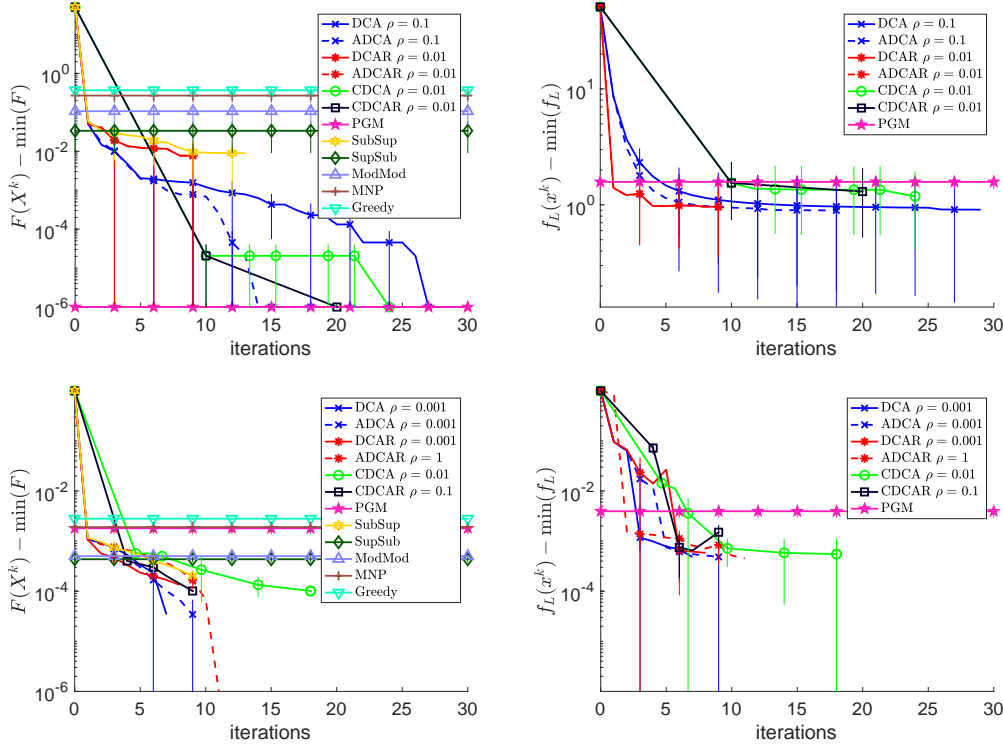 DCA ρ = 0.1
ADCA ρ = 0.1
DCAR ρ = 0.01
ADCAR ρ = 0.01
CDCA ρ = 0.01
CDCAR ρ = 0.01
PGM
SubSup
SupSub
ModMod
MNP
Greedy
10^0
10^-2
10^-4
10^-6
F(X^k) − min(F)
0 5 10 15 20 25 30
iterations
DCA ρ = 0.1
ADCA ρ = 0.1
DCAR ρ = 0.01
ADCAR ρ = 0.01
CDCA ρ = 0.01
CDCAR ρ = 0.01
PGM
10^1
10^0
f_L(x^k) − min(f_L)
0 5 10 15 20 25 30
iterations
DCA ρ = 0.001
ADCA ρ = 0.001
DCAR ρ = 0.001
ADCAR ρ = 1
CDCA ρ = 0.01
CDCAR ρ = 0.1
PGM
SubSup
SupSub
ModMod
MNP
Greedy
10^-2
10^-4
10^-6
F(X^k) − min(F)
0 5 10 15 20 25 30
iterations
DCA ρ = 0.001
ADCA ρ = 0.001
DCAR ρ = 0.001
ADCAR ρ = 1
CDCA ρ = 0.01
CDCAR ρ = 0.1
PGM
10^-2
10^-4
10^-6
f_L(x^k) − min(f_L)
0 5 10 15 20 25 30
iterations